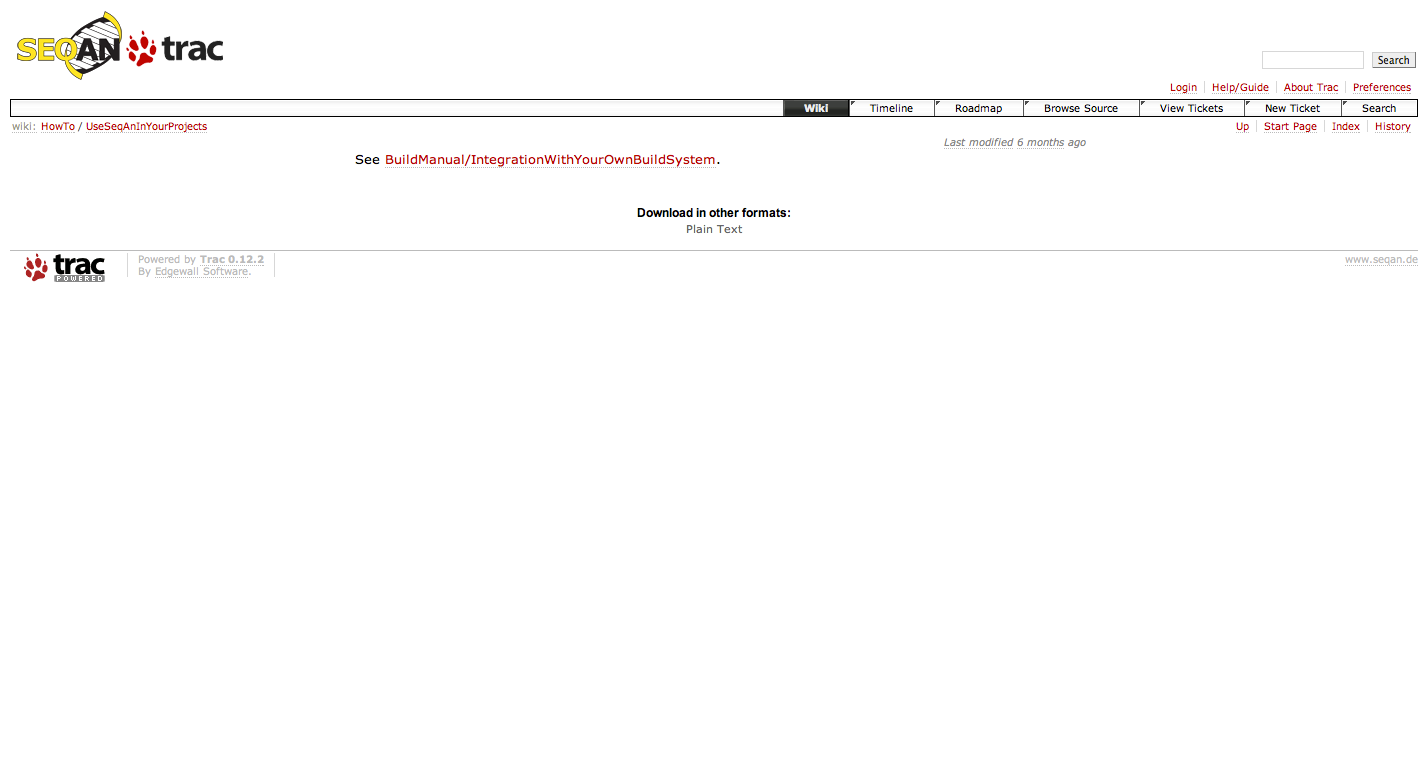 SEQAN trac
Search
Login Help/Guide About Trac Preferences
Wiki Timeline Roadmap Browse Source View Tickets New Ticket Search
wiki: HowTo / UseSeqAnInYourProjects Up Start Page Index History
Last modified 6 months ago
See BuildManual/IntegrationWithYourOwnBuildSystem.
Download in other formats:
Plain Text
trac
POWERED
Powered by Trac 0.12.2
By Edgewall Software.
www.seqan.de